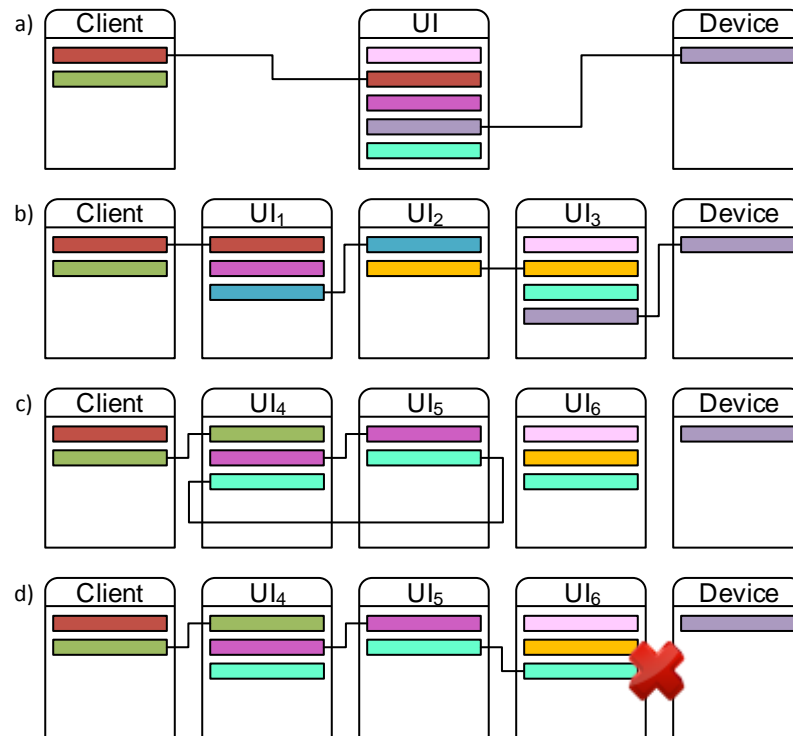 a) Client UI Device
b) Client UI₁ UI₂ UI₃ Device
c) Client UI₄ UI₅ UI₆ Device
d) Client UI₄ UI₅ UI₆ Device